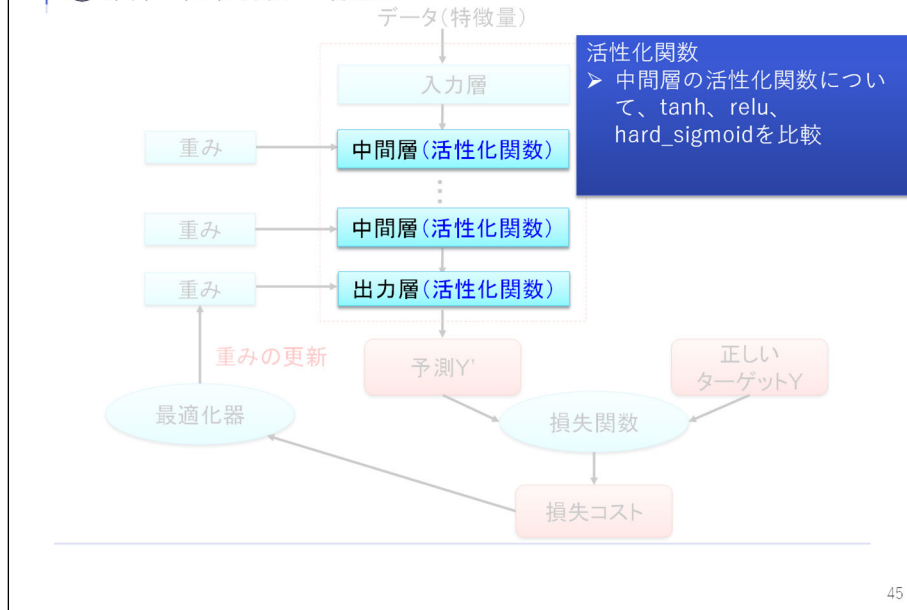 データ(特徴量)
入力層
活性化関数
➢ 中間層の活性化関数につい
て、tanh、relu、
hard_sigmoidを比較
重み
中間層(活性化関数)
⋮
重み
中間層(活性化関数)
重み
出力層(活性化関数)
重みの更新
予測Y'
正しい
ターゲットY
最適化器
損失関数
損失コスト
45